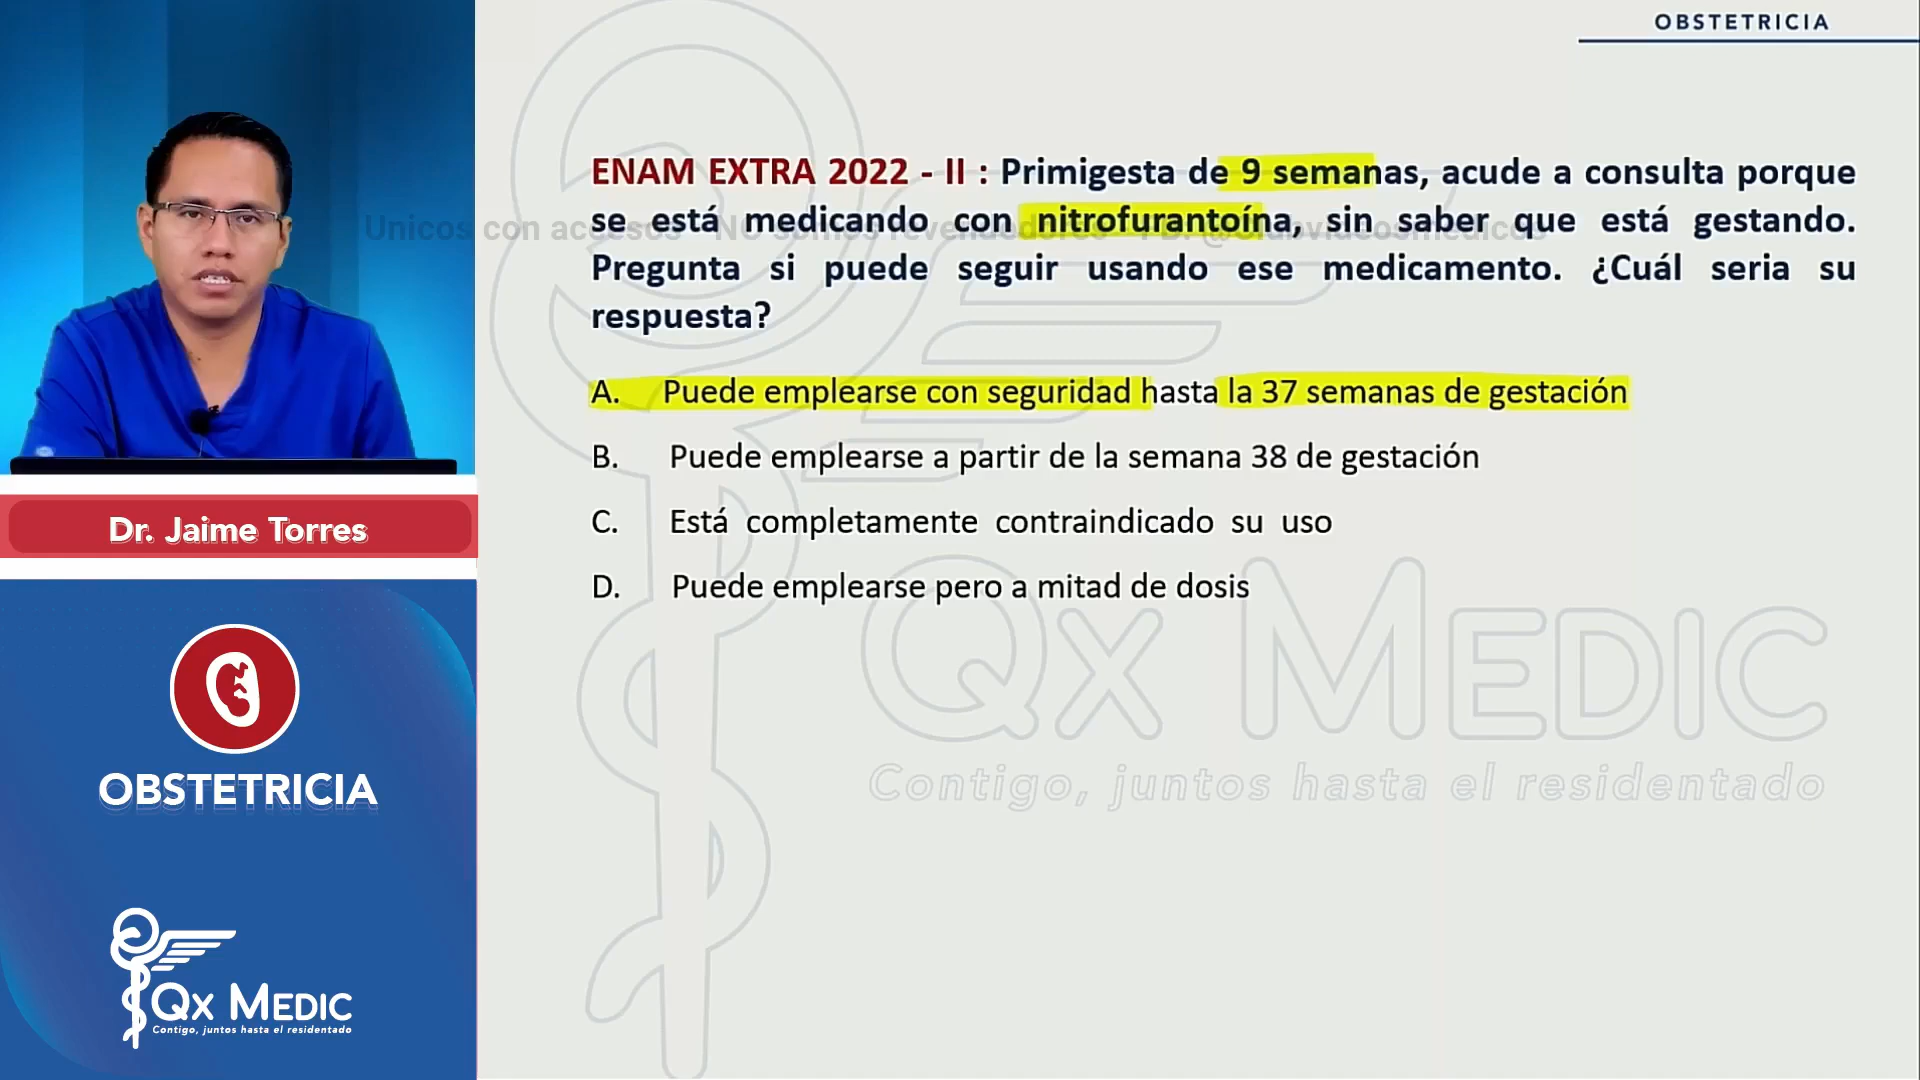 OBSTETRICIA
ENAM EXTRA 2022 - II : Primigesta de 9 semanas, acude a consulta porque
se está medicando con nitrofurantoína, sin saber que está gestando.
Pregunta si puede seguir usando ese medicamento. ¿Cuál seria su
respuesta?
A. Puede emplearse con seguridad hasta la 37 semanas de gestación
B. Puede emplearse a partir de la semana 38 de gestación
C. Está completamente contraindicado su uso
D. Puede emplearse pero a mitad de dosis
Unicos con accesos
Dr. Jaime Torres
OBSTETRICIA
QX MEDIC
Contigo, juntos hasta el residentado
QX MEDIC
Contigo, juntos hasta el residentado